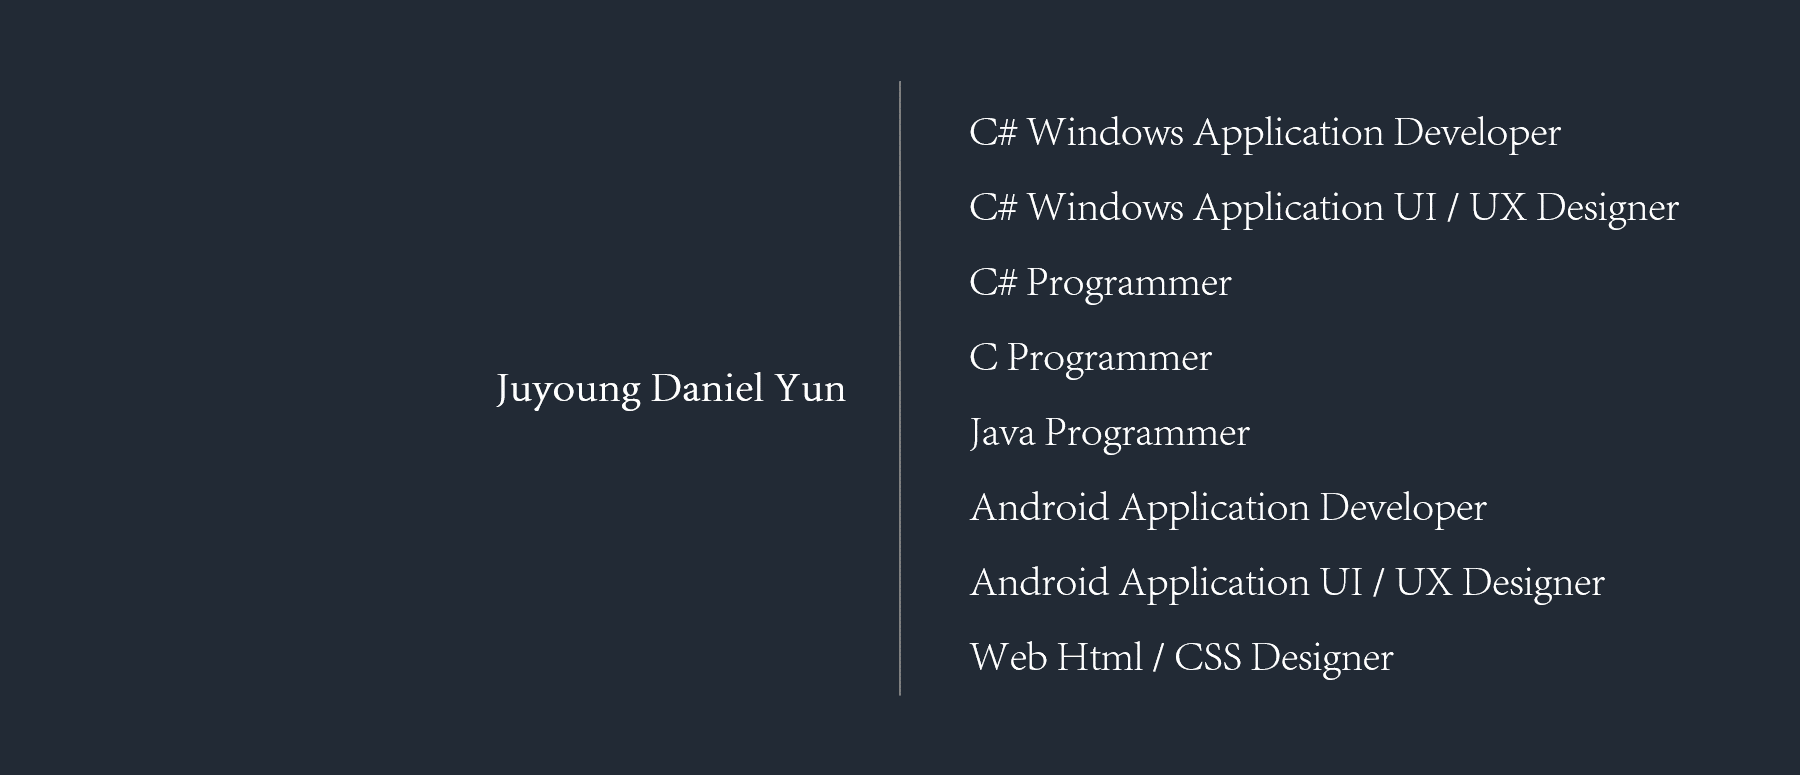 Juyoung Daniel Yun
C# Windows Application Developer
C# Windows Application UI / UX Designer
C# Programmer
C Programmer
Java Programmer
Android Application Developer
Android Application UI / UX Designer
Web Html / CSS Designer